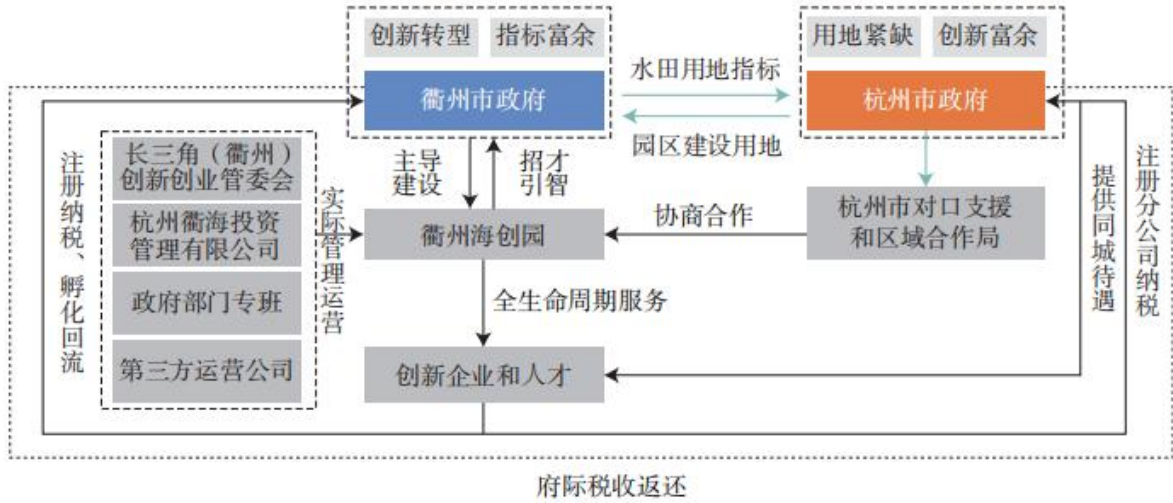 创新转型
指标富余
用地紧缺
创新富余
衢州市政府
水田用地指标
杭州市政府
园区建设用地
长三角（衢州）
创新创业管委会
杭州衢海投资
管理有限公司
政府部门专班
第三方运营公司
注册纳税、孵化回流
实际管理运营
主导
建设
招才
引智
衢州海创园
协商合作
杭州市对口支援
和区域合作局
全生命周期服务
创新企业和人才
提供同城待遇
注册分公司纳税
府际税收返还